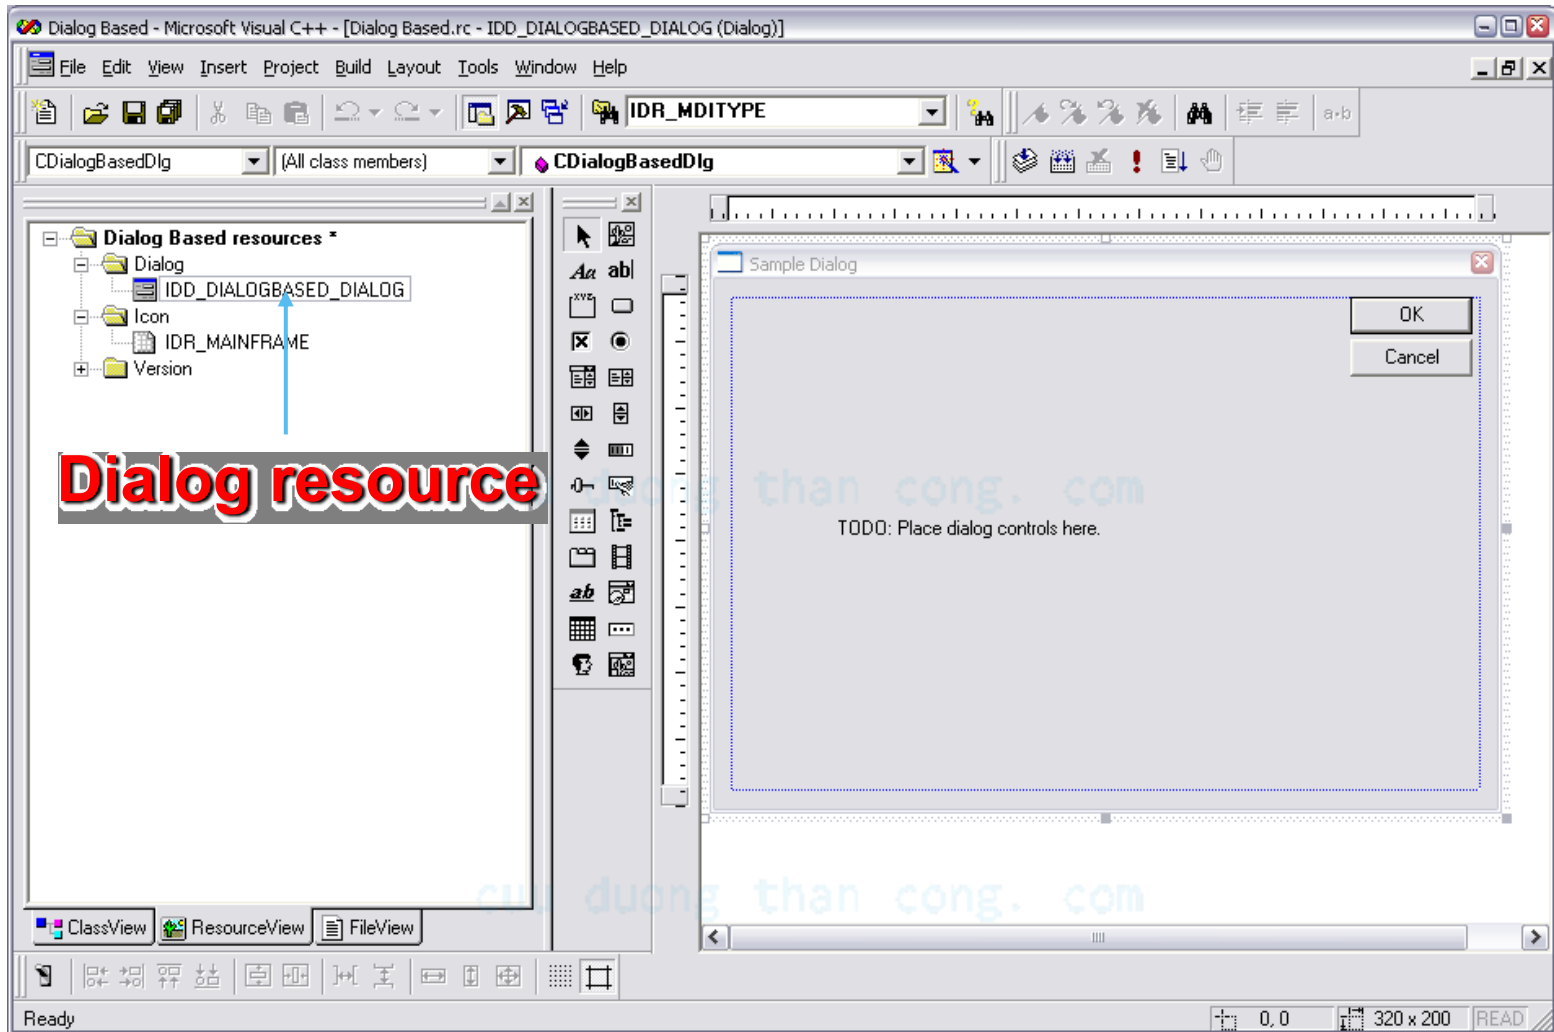 Dialog Based - Microsoft Visual C++ - [Dialog Based.rc - IDD_DIALOGBASED_DIALOG (Dialog)]
File Edit View Insert Project Build Layout Tools Window Help
IDR_MDITYPE
a-b
CDialogBasedDlg (All class members) CDialogBasedDlg
Dialog Based resources *
Dialog
IDD_DIALOGBASED_DIALOG
Icon
IDR_MAINFRAME
Version
Dialog resource
Aa ab|
XYZ
ab
Sample Dialog
OK
Cancel
duong than cong. com
TODO: Place dialog controls here.
cuu duong than cong. com
ClassView ResourceView FileView
Ready 0, 0 320 x 200 READ